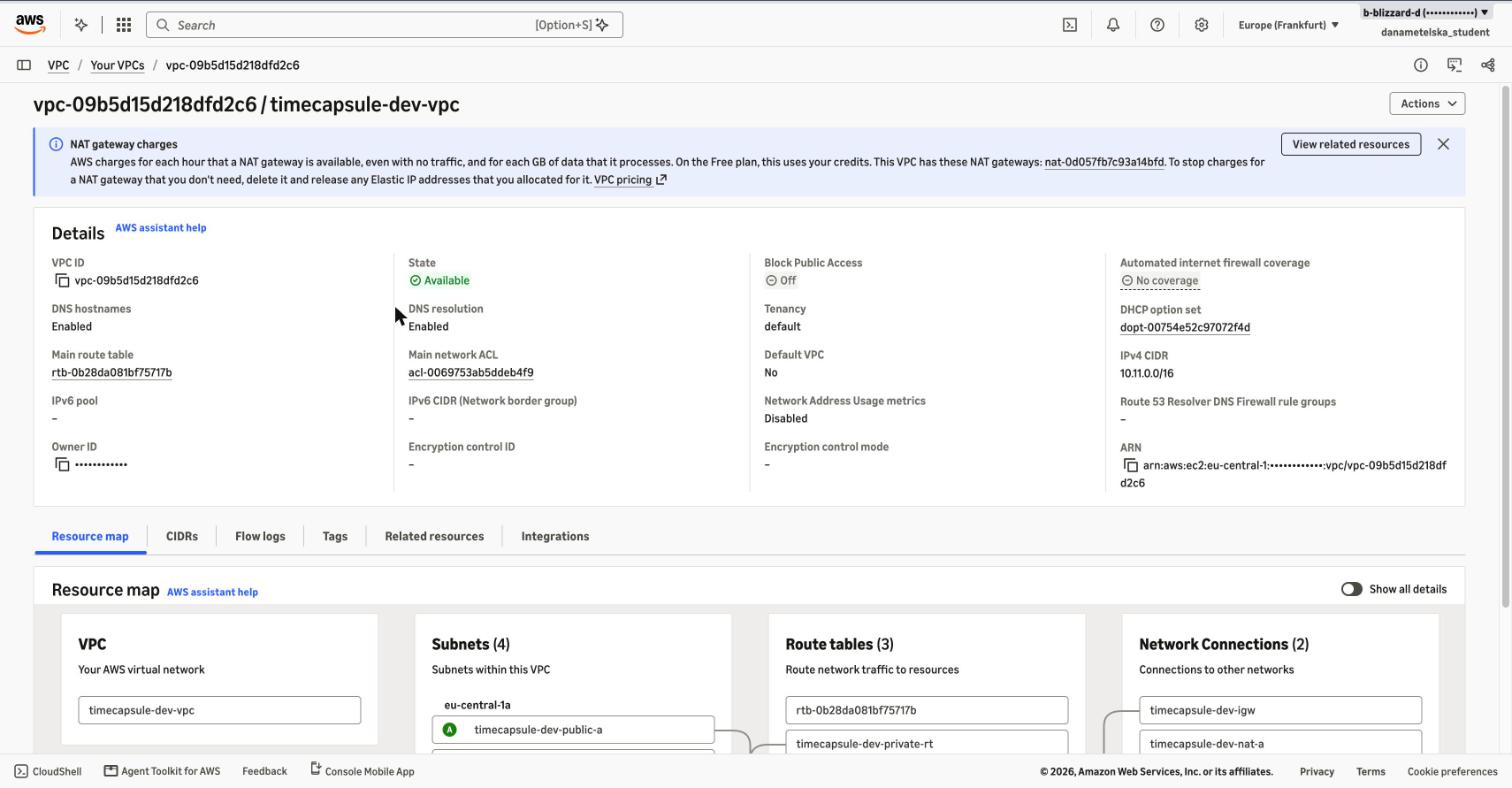 aws
Search
[Option+S]
Europe (Frankfurt)
b-blizzard-d (••••••••••••)
danametelska_student
VPC / Your VPCs / vpc-09b5d15d218dfd2c6
vpc-09b5d15d218dfd2c6 / timecapsule-dev-vpc
Actions
NAT gateway charges
AWS charges for each hour that a NAT gateway is available, even with no traffic, and for each GB of data that it processes. On the Free plan, this uses your credits. This VPC has these NAT gateways: nat-0d057fb7c93a14bfd. To stop charges for
a NAT gateway that you don't need, delete it and release any Elastic IP addresses that you allocated for it. VPC pricing
View related resources
Details
AWS assistant help
VPC ID
vpc-09b5d15d218dfd2c6
State
Available
Block Public Access
Off
Automated internet firewall coverage
No coverage
DNS hostnames
Enabled
DNS resolution
Enabled
Tenancy
default
DHCP option set
dopt-00754e52c97072f4d
Main route table
rtb-0b28da081bf75717b
Main network ACL
acl-0069753ab5ddeb4f9
Default VPC
No
IPv4 CIDR
10.11.0.0/16
IPv6 pool
–
IPv6 CIDR (Network border group)
–
Network Address Usage metrics
Disabled
Route 53 Resolver DNS Firewall rule groups
–
Owner ID
••••••••••••
Encryption control ID
–
Encryption control mode
–
ARN
arn:aws:ec2:eu-central-1:••••••••••••:vpc/vpc-09b5d15d218df
d2c6
Resource map
CIDRs
Flow logs
Tags
Related resources
Integrations
Resource map
AWS assistant help
Show all details
VPC
Your AWS virtual network
timecapsule-dev-vpc
Subnets (4)
Subnets within this VPC
eu-central-1a
A
timecapsule-dev-public-a
Route tables (3)
Route network traffic to resources
rtb-0b28da081bf75717b
timecapsule-dev-private-rt
Network Connections (2)
Connections to other networks
timecapsule-dev-igw
timecapsule-dev-nat-a
CloudShell
Agent Toolkit for AWS
Feedback
Console Mobile App
© 2026, Amazon Web Services, Inc. or its affiliates.
Privacy
Terms
Cookie preferences